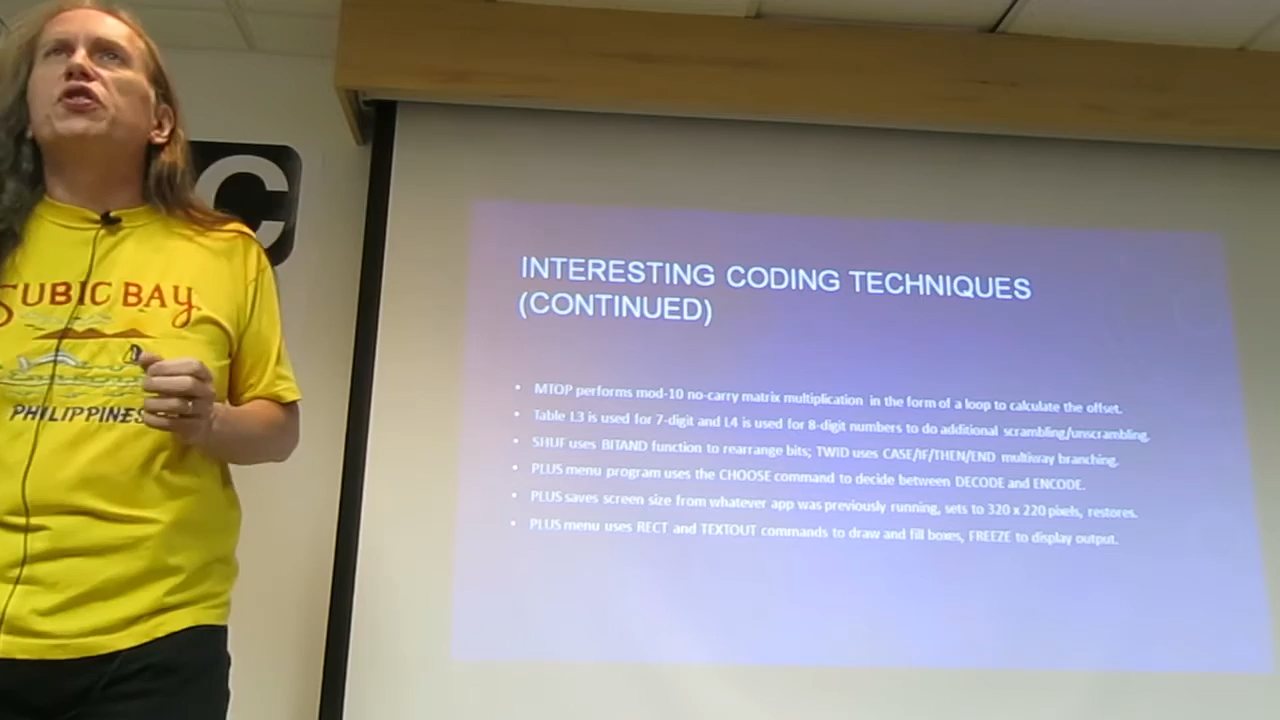 C
SUBIC BAY
PHILIPPINES
INTERESTING CODING TECHNIQUES
(CONTINUED)
• MTOP performs mod-10 no-carry matrix multiplication in the form of a loop to calculate the offset.
• Table L3 is used for 7-digit and L4 is used for 8-digit numbers to do additional scrambling/unscrambling.
• SHUF uses BITAND function to rearrange bits; TWID uses CASE/IF/THEN/END multiway branching.
• PLUS menu program uses the CHOOSE command to decide between DECODE and ENCODE.
• PLUS saves screen size from whatever app was previously running, sets to 320 x 220 pixels, restores.
• PLUS menu uses RECT and TEXTOUT commands to draw and fill boxes, FREEZE to display output.